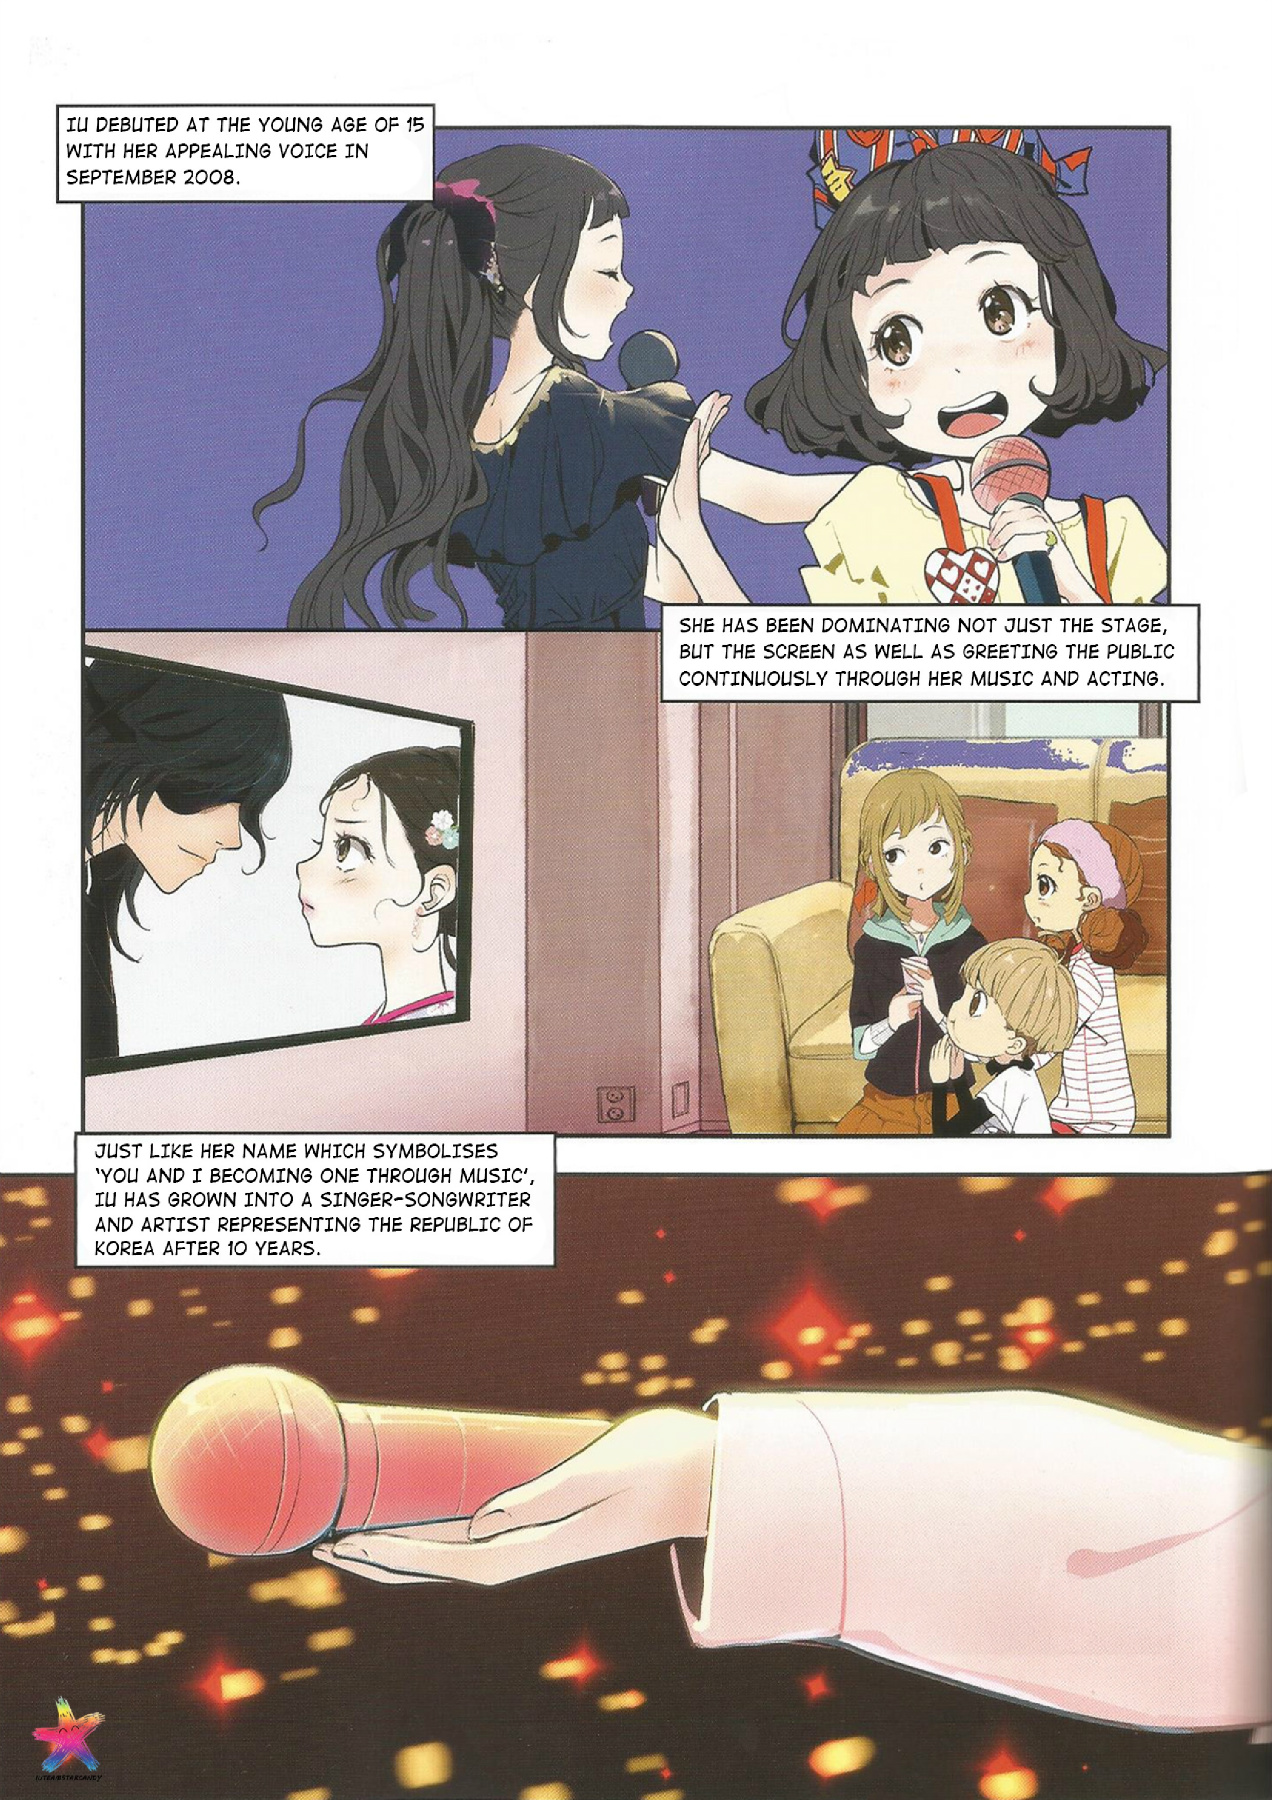 IU DEBUTED AT THE YOUNG AGE OF 15
WITH HER APPEALING VOICE IN
SEPTEMBER 2008.
SHE HAS BEEN DOMINATING NOT JUST THE STAGE,
BUT THE SCREEN AS WELL AS GREETING THE PUBLIC
CONTINUOUSLY THROUGH HER MUSIC AND ACTING.
JUST LIKE HER NAME WHICH SYMBOLISES
'YOU AND I BECOMING ONE THROUGH MUSIC',
IU HAS GROWN INTO A SINGER-SONGWRITER
AND ARTIST REPRESENTING THE REPUBLIC OF
KOREA AFTER 10 YEARS.